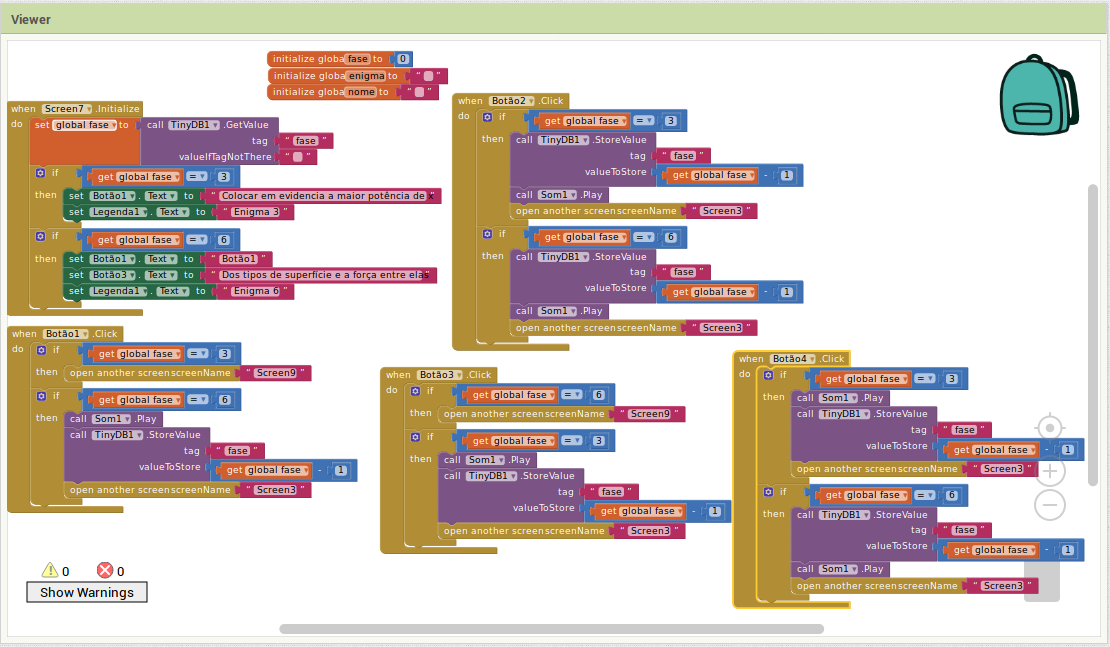 Viewer
initialize global fase to 0
initialize global enigma to " "
initialize global nome to " "
when Screen7 .Initialize
do set global fase to call TinyDB1 .GetValue
tag " fase "
valueIfTagNotThere " "
if get global fase = 3
then set Botão1 . Text to " Colocar em evidencia a maior potência de x "
set Legenda1 . Text to " Enigma 3 "
if get global fase = 6
then set Botão1 . Text to " Botão1 "
set Botão3 . Text to " Dos tipos de superfície e a força entre elas "
set Legenda1 . Text to " Enigma 6 "
when Botão1 .Click
do if get global fase = 3
then open another screen screenName " Screen9 "
if get global fase = 6
then call Som1 .Play
call TinyDB1 .StoreValue
tag " fase "
valueToStore get global fase - 1
open another screen screenName " Screen3 "
when Botão2 .Click
do if get global fase = 3
then call TinyDB1 .StoreValue
tag " fase "
valueToStore get global fase - 1
call Som1 .Play
open another screen screenName " Screen3 "
if get global fase = 6
then call TinyDB1 .StoreValue
tag " fase "
valueToStore get global fase - 1
call Som1 .Play
open another screen screenName " Screen3 "
when Botão3 .Click
do if get global fase = 6
then open another screen screenName " Screen9 "
if get global fase = 3
then call Som1 .Play
call TinyDB1 .StoreValue
tag " fase "
valueToStore get global fase - 1
open another screen screenName " Screen3 "
when Botão4 .Click
do if get global fase = 3
then call Som1 .Play
call TinyDB1 .StoreValue
tag " fase "
valueToStore get global fase - 1
open another screen screenName " Screen3 "
if get global fase = 6
then call TinyDB1 .StoreValue
tag " fase "
valueToStore get global fase - 1
call Som1 .Play
open another screen screenName " Screen3 "
0 0
Show Warnings